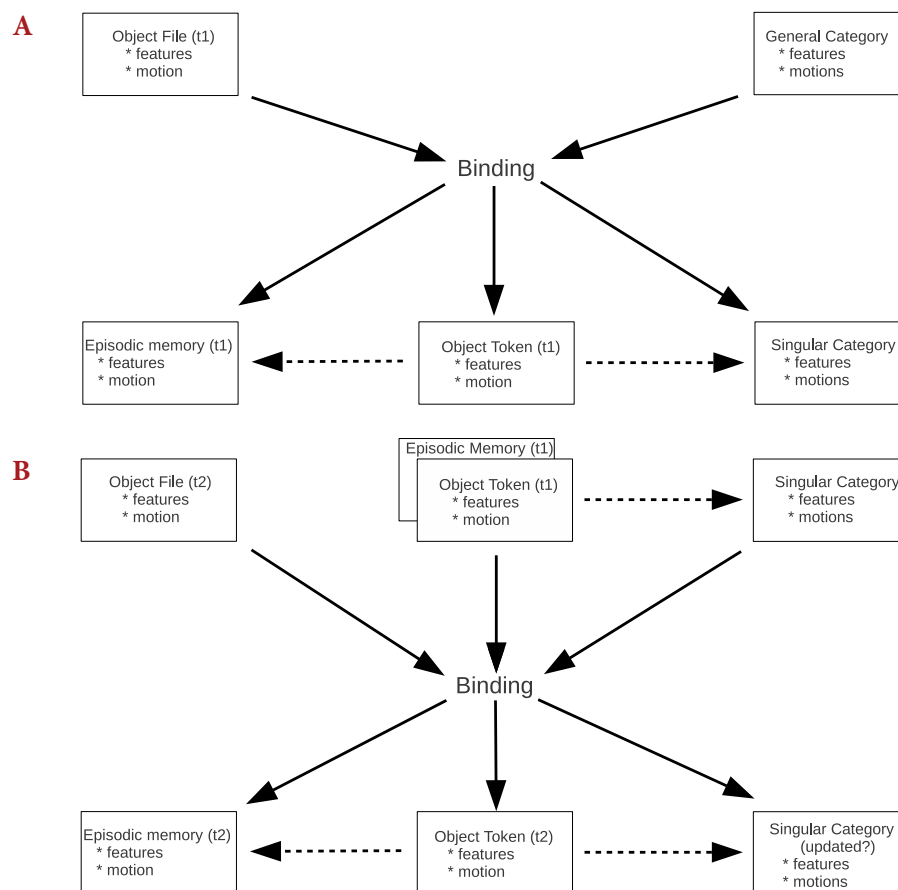 A
Object File (t1)
* features
* motion
General Category
* features
* motions
Binding
Episodic memory (t1)
* features
* motion
Object Token (t1)
* features
* motion
Singular Category
* features
* motions
B
Object File (t2)
* features
* motion
Episodic Memory (t1)
Object Token (t1)
* features
* motion
Singular Category
* features
* motions
Binding
Episodic memory (t2)
* features
* motion
Object Token (t2)
* features
* motion
Singular Category
(updated?)
* features
* motions